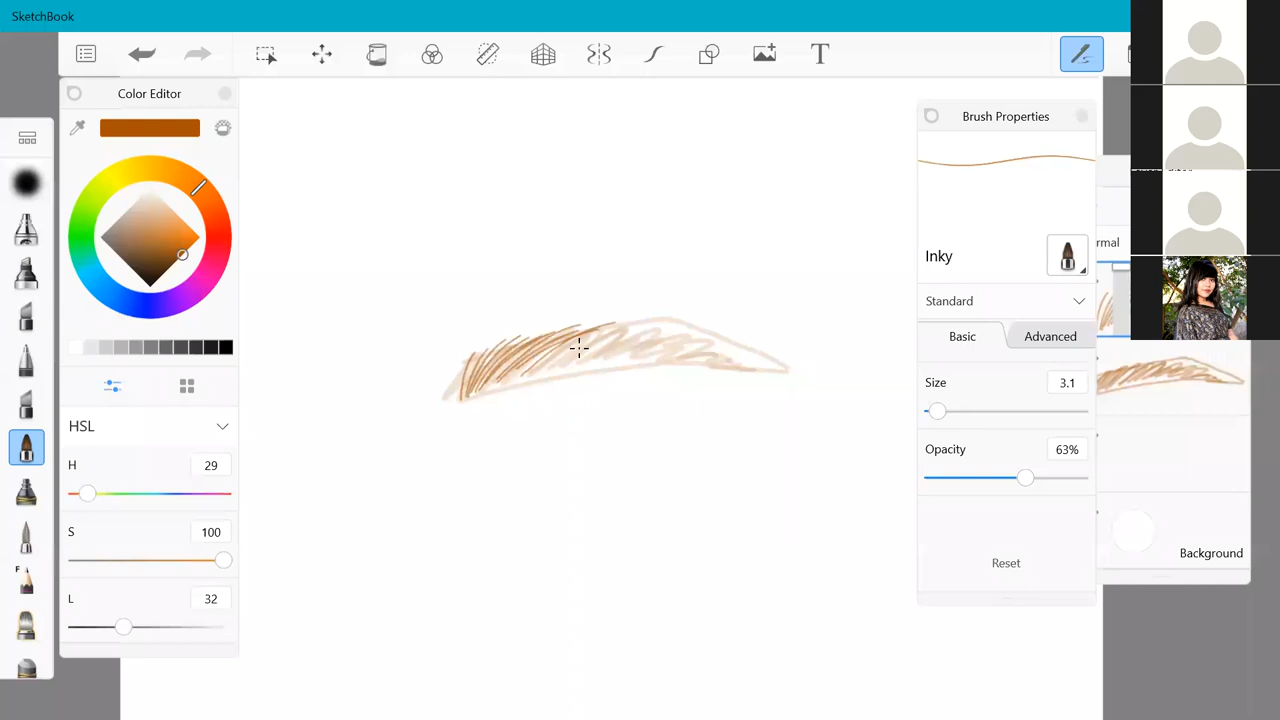 SketchBook
T
Color Editor
HSL
H
29
S
100
L
32
F
Brush Properties
Inky
Standard
Basic
Advanced
Size
3.1
Opacity
63%
Reset
rmal
Background